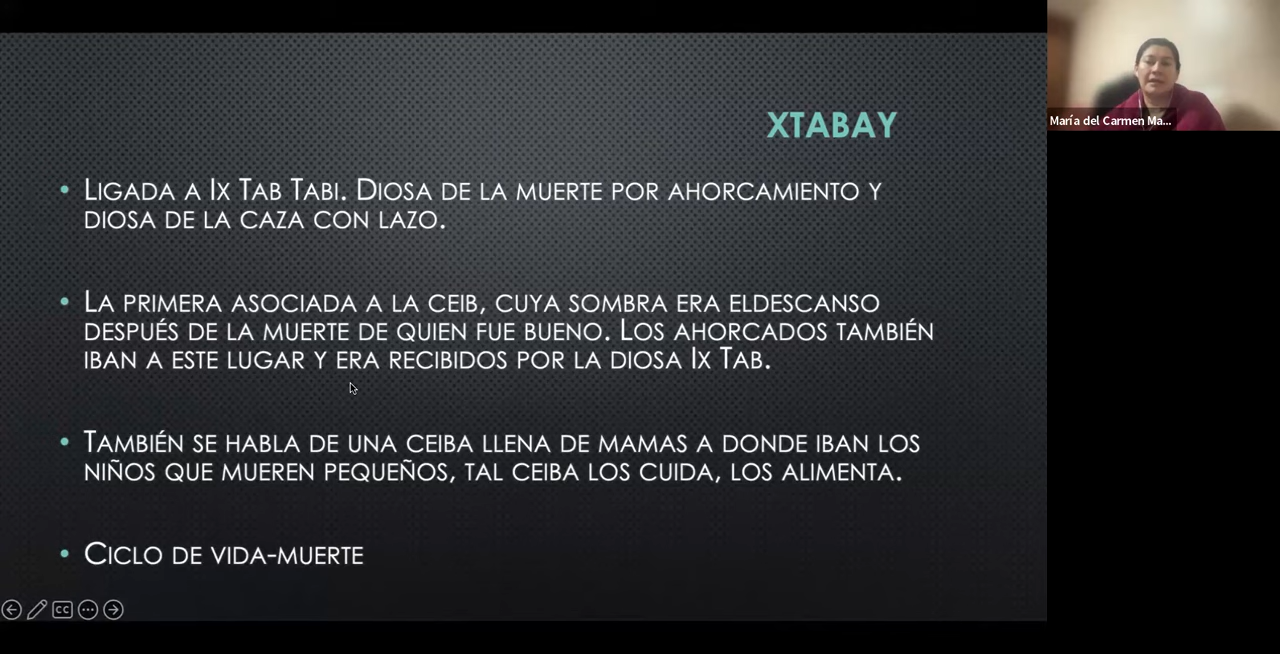 XTABAY
• LIGADA A IX TAB TABI. DIOSA DE LA MUERTE POR AHORCAMIENTO Y
DIOSA DE LA CAZA CON LAZO.
• LA PRIMERA ASOCIADA A LA CEIB, CUYA SOMBRA ERA ELDESCANSO
DESPUÉS DE LA MUERTE DE QUIEN FUE BUENO. LOS AHORCADOS TAMBIÉN
IBAN A ESTE LUGAR Y ERA RECIBIDOS POR LA DIOSA IX TAB.
• TAMBIÉN SE HABLA DE UNA CEIBA LLENA DE MAMAS A DONDE IBAN LOS
NIÑOS QUE MUEREN PEQUEÑOS, TAL CEIBA LOS CUIDA, LOS ALIMENTA.
• CICLO DE VIDA-MUERTE
CC
María del Carmen Ma...